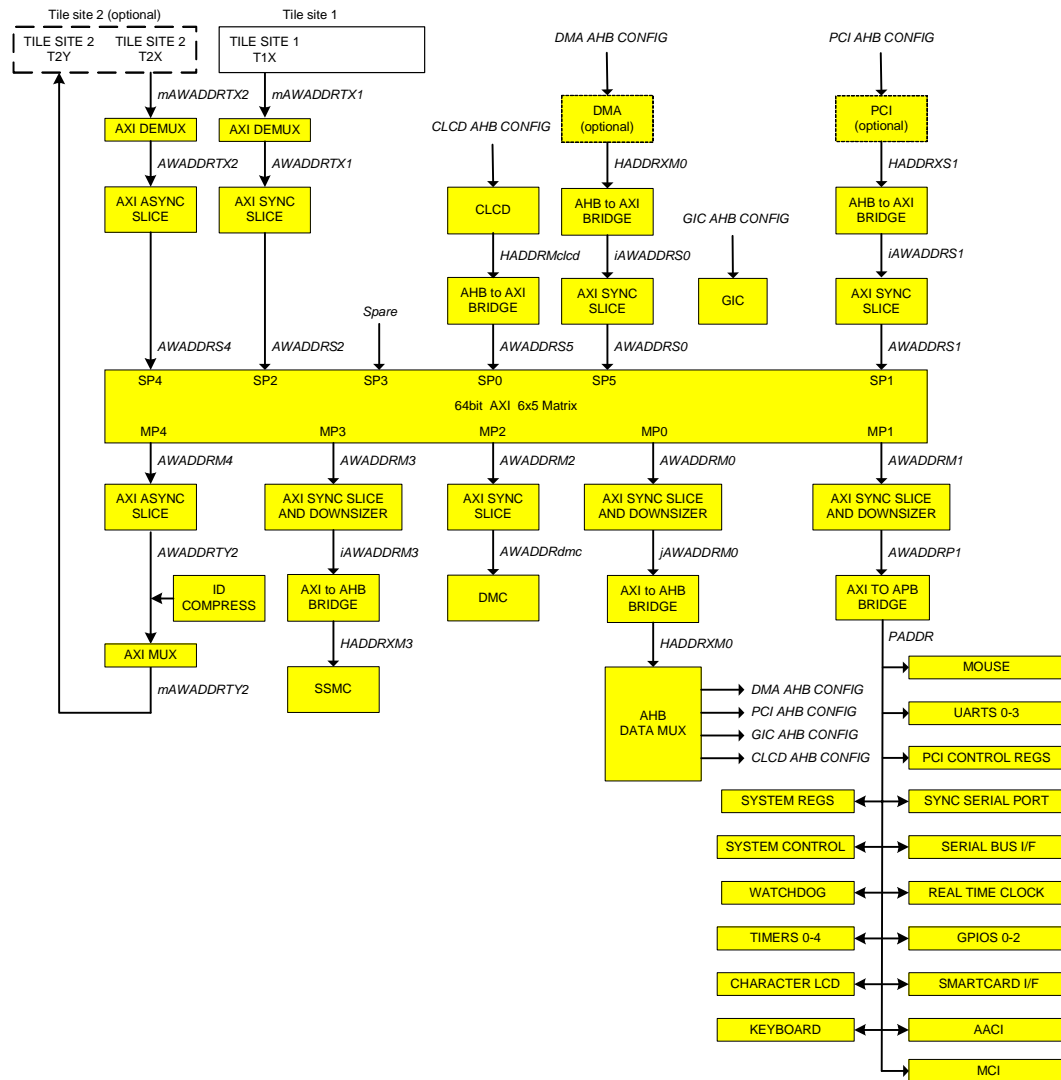 Tile site 2 (optional)
Tile site 1
TILE SITE 2
T2Y
TILE SITE 2
T2X
TILE SITE 1
T1X
DMA AHB CONFIG
PCI AHB CONFIG
mAWADDRTX2
mAWADDRTX1
DMA
(optional)
PCI
(optional)
AXI DEMUX
AXI DEMUX
CLCD AHB CONFIG
AWADDRTX2
AWADDRTX1
HADDRXM0
HADDRXS1
AXI ASYNC
SLICE
AXI SYNC
SLICE
CLCD
AHB to AXI
BRIDGE
GIC AHB CONFIG
AHB to AXI
BRIDGE
HADDRMclcd
iAWADDRS0
iAWADDRS1
AHB to AXI
BRIDGE
AXI SYNC
SLICE
GIC
AXI SYNC
SLICE
Spare
AWADDRS4
AWADDRS2
AWADDRS5
AWADDRS0
AWADDRS1
SP4
SP2
SP3
SP0
SP5
SP1
64bit AXI 6x5 Matrix
MP4
MP3
MP2
MP0
MP1
AWADDRM4
AWADDRM3
AWADDRM2
AWADDRM0
AWADDRM1
AXI ASYNC
SLICE
AXI SYNC SLICE
AND DOWNSIZER
AXI SYNC
SLICE
AXI SYNC SLICE
AND DOWNSIZER
AXI SYNC SLICE
AND DOWNSIZER
AWADDRTY2
iAWADDRM3
AWADDRdmc
jAWADDRM0
AWADDRP1
ID
COMPRESS
AXI to AHB
BRIDGE
DMC
AXI to AHB
BRIDGE
AXI TO APB
BRIDGE
AXI MUX
HADDRXM3
HADDRXM0
PADDR
mAWADDRTY2
SSMC
AHB
DATA MUX
DMA AHB CONFIG
PCI AHB CONFIG
GIC AHB CONFIG
CLCD AHB CONFIG
MOUSE
UARTS 0-3
PCI CONTROL REGS
SYSTEM REGS
SYNC SERIAL PORT
SYSTEM CONTROL
SERIAL BUS I/F
WATCHDOG
REAL TIME CLOCK
TIMERS 0-4
GPIOS 0-2
CHARACTER LCD
SMARTCARD I/F
KEYBOARD
AACI
MCI